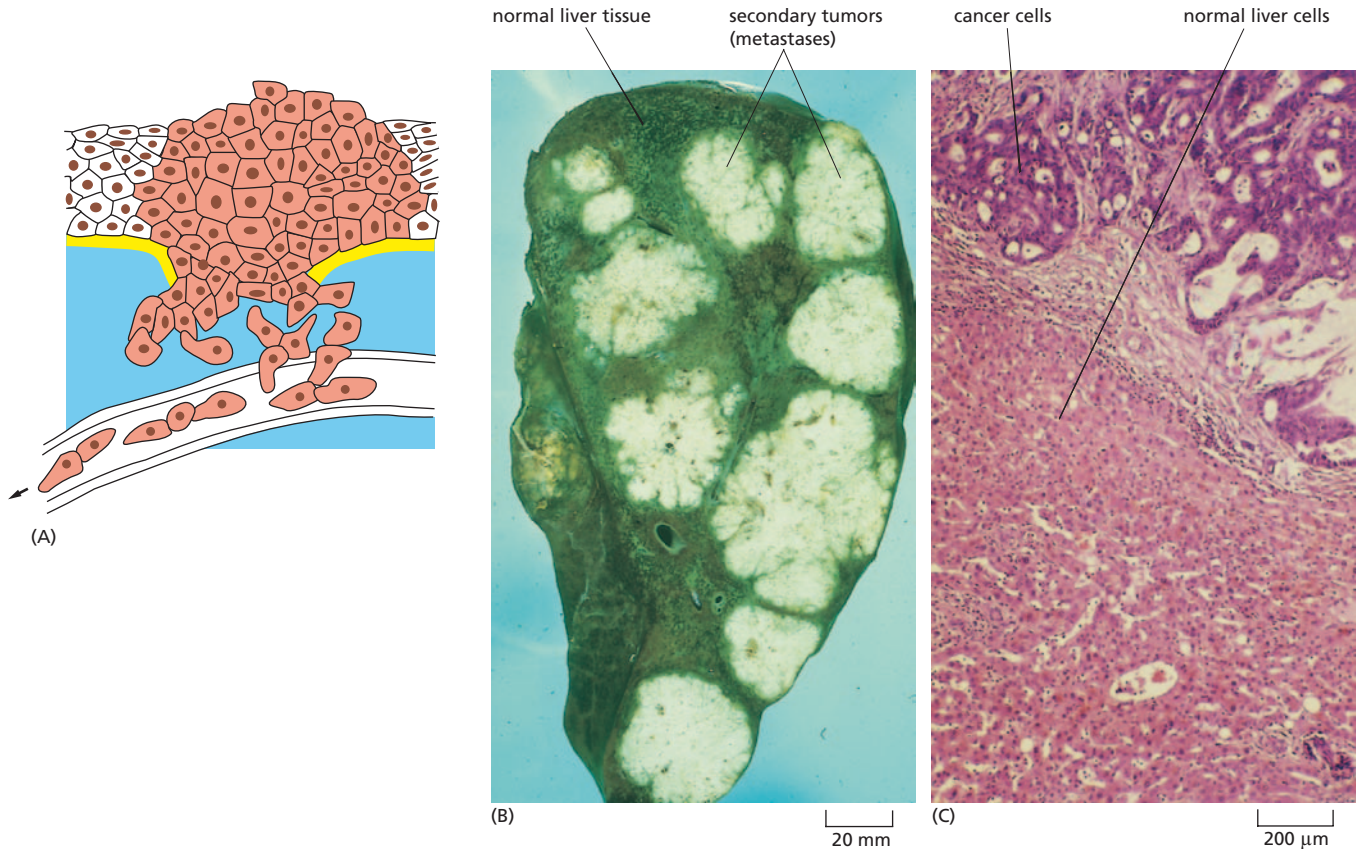 normal liver tissue
secondary tumors
(metastases)
cancer cells
normal liver cells
(A)
(B)
20 mm
(C)
200 μm